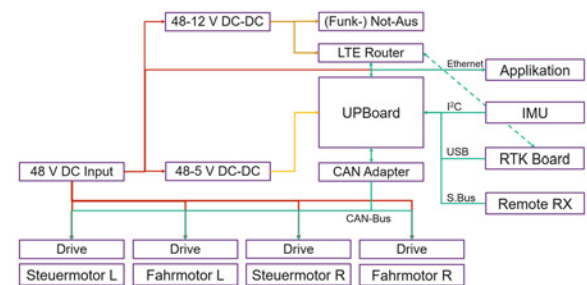 48-12 V DC-DC
(Funk-) Not-Aus
LTE Router
Ethernet
Applikation
UPBoard
I²C
IMU
48 V DC Input
48-5 V DC-DC
USB
RTK Board
CAN Adapter
S.Bus
Remote RX
CAN-Bus
Drive
Drive
Drive
Drive
Steuermotor L
Fahrmotor L
Steuermotor R
Fahrmotor R